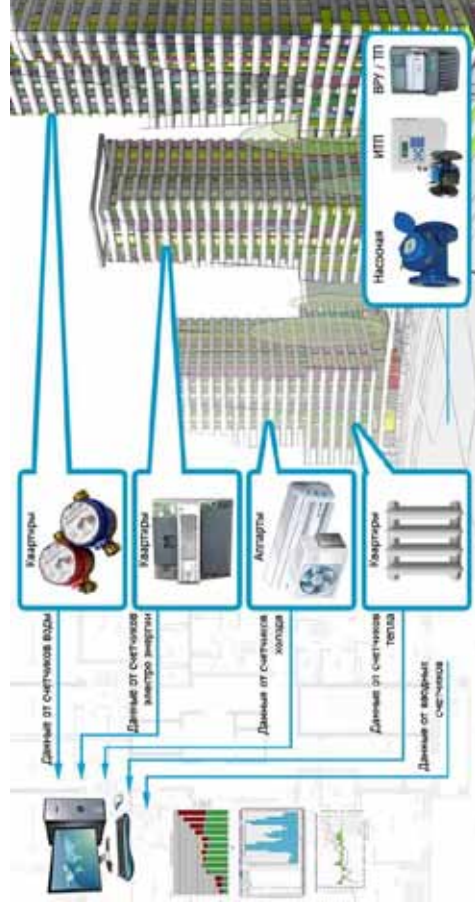 Квартиры
Квартиры
Аппарты
Квартиры
Насосная
ИТП
ВРУ / ТП
Данные от счетчиков воды
Данные от счетчиков
электро энергии
Данные от счетчиков
холода
Данные от счетчиков
тепла
Данные от вводных
счетчиков